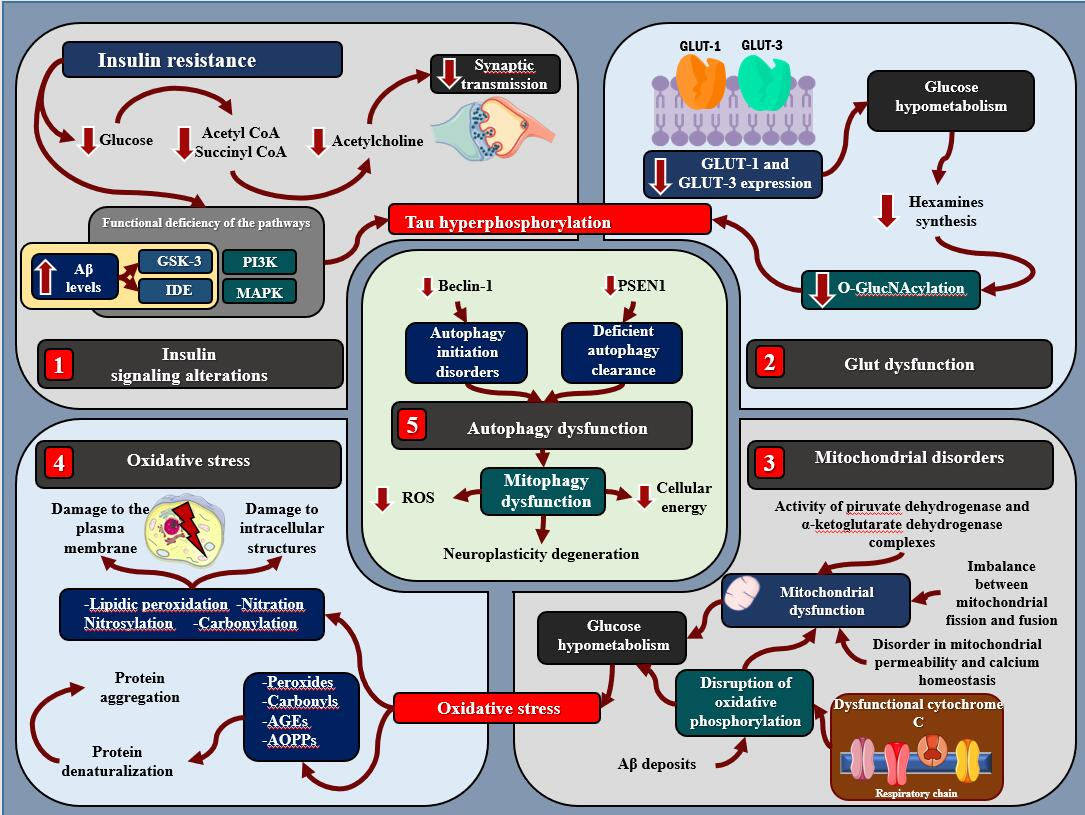 Insulin resistance
Glucose
Acetyl CoA
Succinyl CoA
Acetylcholine
Synaptic
transmission
Functional deficiency of the pathways
Aβ
levels
GSK-3
IDE
PI3K
MAPK
1
Insulin
signaling alterations
Tau hyperphosphorylation
GLUT-1
GLUT-3
GLUT-1 and
GLUT-3 expression
Glucose
hypometabolism
Hexamines
synthesis
O-GlucNAcylation
2
Glut dysfunction
Beclin-1
PSEN1
Autophagy
initiation
disorders
Deficient
autophagy
clearance
5
Autophagy dysfunction
Mitophagy
dysfunction
ROS
Cellular
energy
Neuroplasticity degeneration
4
Oxidative stress
Damage to the
plasma
membrane
Damage to
intracellular
structures
-Lipidic peroxidation -Nitration
Nitrosylation -Carbonylation
Protein
aggregation
Protein
denaturalization
-Peroxides
-Carbonyls
-AGEs
-AOPPs
Oxidative stress
3
Mitochondrial disorders
Activity of piruvate dehydrogenase and
α-ketoglutarate dehydrogenase
complexes
Mitochondrial
dysfunction
Imbalance
between
mitochondrial
fission and fusion
Disorder in mitochondrial
permeability and calcium
homeostasis
Glucose
hypometabolism
Disruption of
oxidative
phosphorylation
Aβ deposits
Dysfunctional cytochrome
C
Respiratory chain